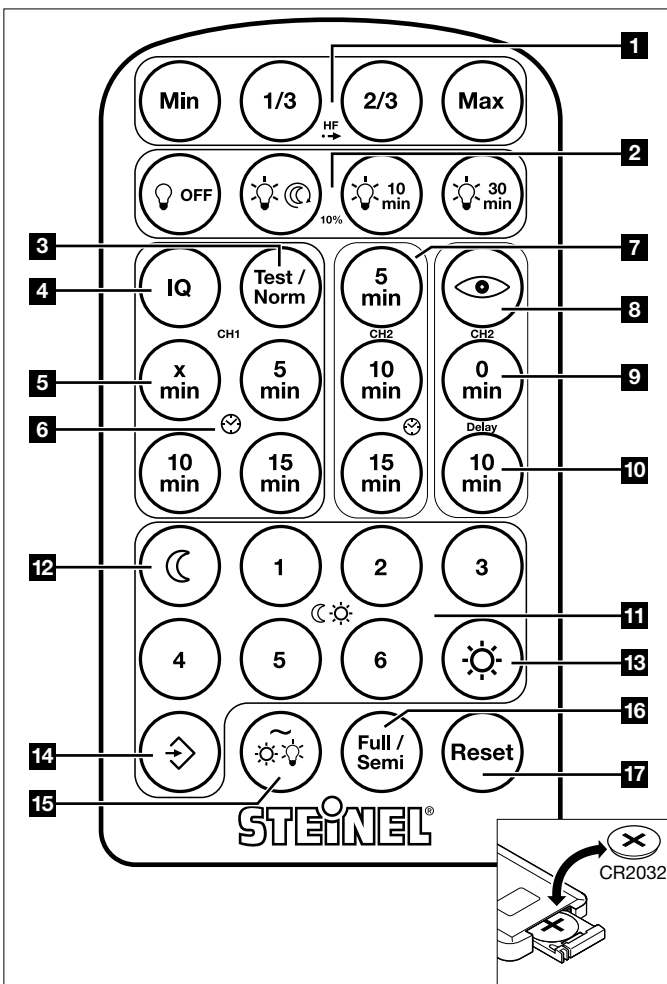 1
Min 1/3 2/3 Max
HF
2
OFF 10 min 30 min
10%
3
7
4
IQ
Test / Norm
5 min
8
CH1
CH2
CH2
5
x min
5 min
10 min
0 min
9
6
Delay
10 min
15 min
15 min
10 min
10
12
1 2 3
11
4 5 6
13
16
14
Full / Semi
Reset
15
17
STEINEL®
CR2032